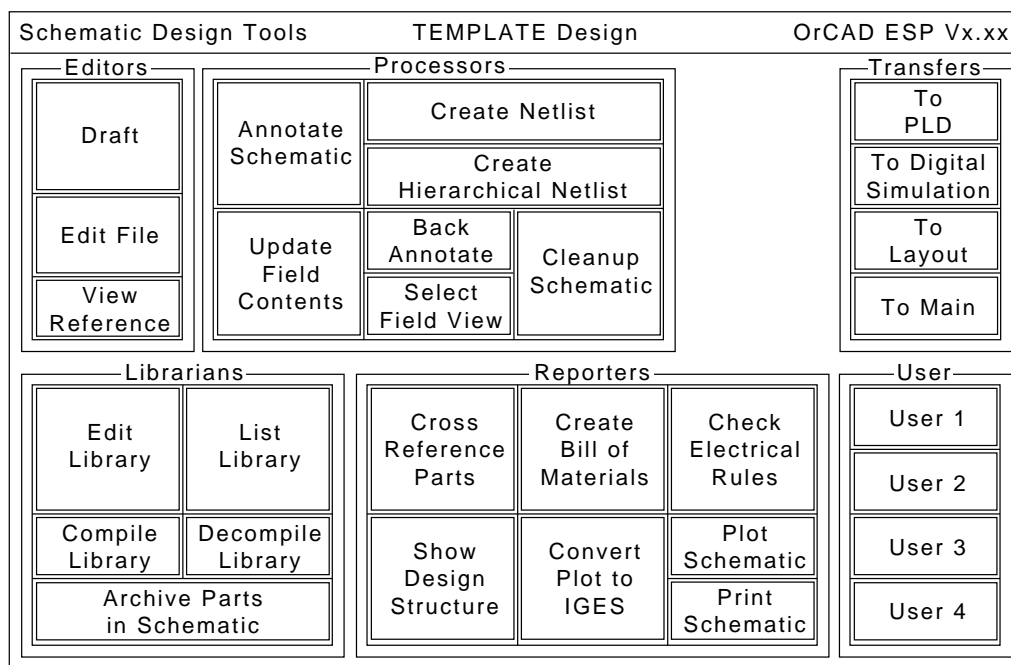 Schematic Design Tools TEMPLATE Design OrCAD ESP Vx.xx
Editors
Draft
Edit File
View
Reference
Processors
Annotate
Schematic
Create Netlist
Create
Hierarchical Netlist
Update
Field
Contents
Back
Annotate
Select
Field View
Cleanup
Schematic
Transfers
To
PLD
To Digital
Simulation
To
Layout
To Main
Librarians
Edit
Library
List
Library
Compile
Library
Decompile
Library
Archive Parts
in Schematic
Reporters
Cross
Reference
Parts
Create
Bill of
Materials
Check
Electrical
Rules
Show
Design
Structure
Convert
Plot to
IGES
Plot
Schematic
Print
Schematic
User
User 1
User 2
User 3
User 4